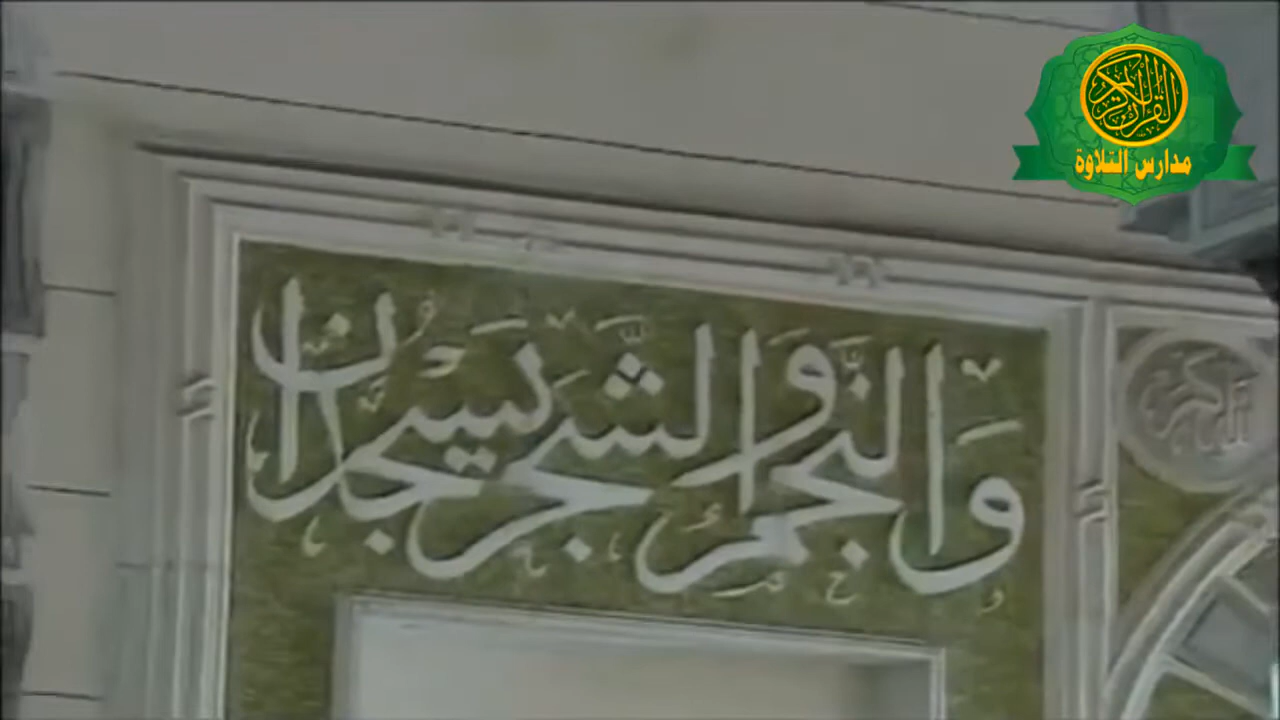 القرآن الكريم
مدارس التلاوة
وَالنَّجْمُ وَالشَّجَرُ يَسْجُدَانِ